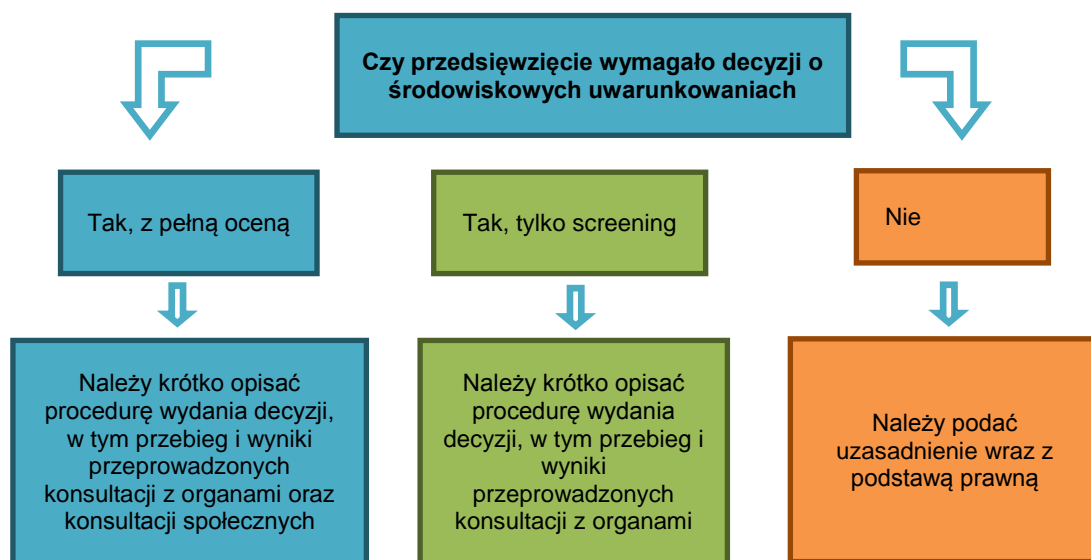 Czy przedsięwzięcie wymagało decyzji o
środowiskowych uwarunkowaniach
Tak, z pełną oceną
Tak, tylko screening
Nie
Należy krótko opisać
procedurę wydania decyzji,
w tym przebieg i wyniki
przeprowadzonych
konsultacji z organami oraz
konsultacji społecznych
Należy krótko opisać
procedurę wydania
decyzji, w tym przebieg i
wyniki
przeprowadzonych
konsultacji z organami
Należy podać
uzasadnienie wraz z
podstawą prawną